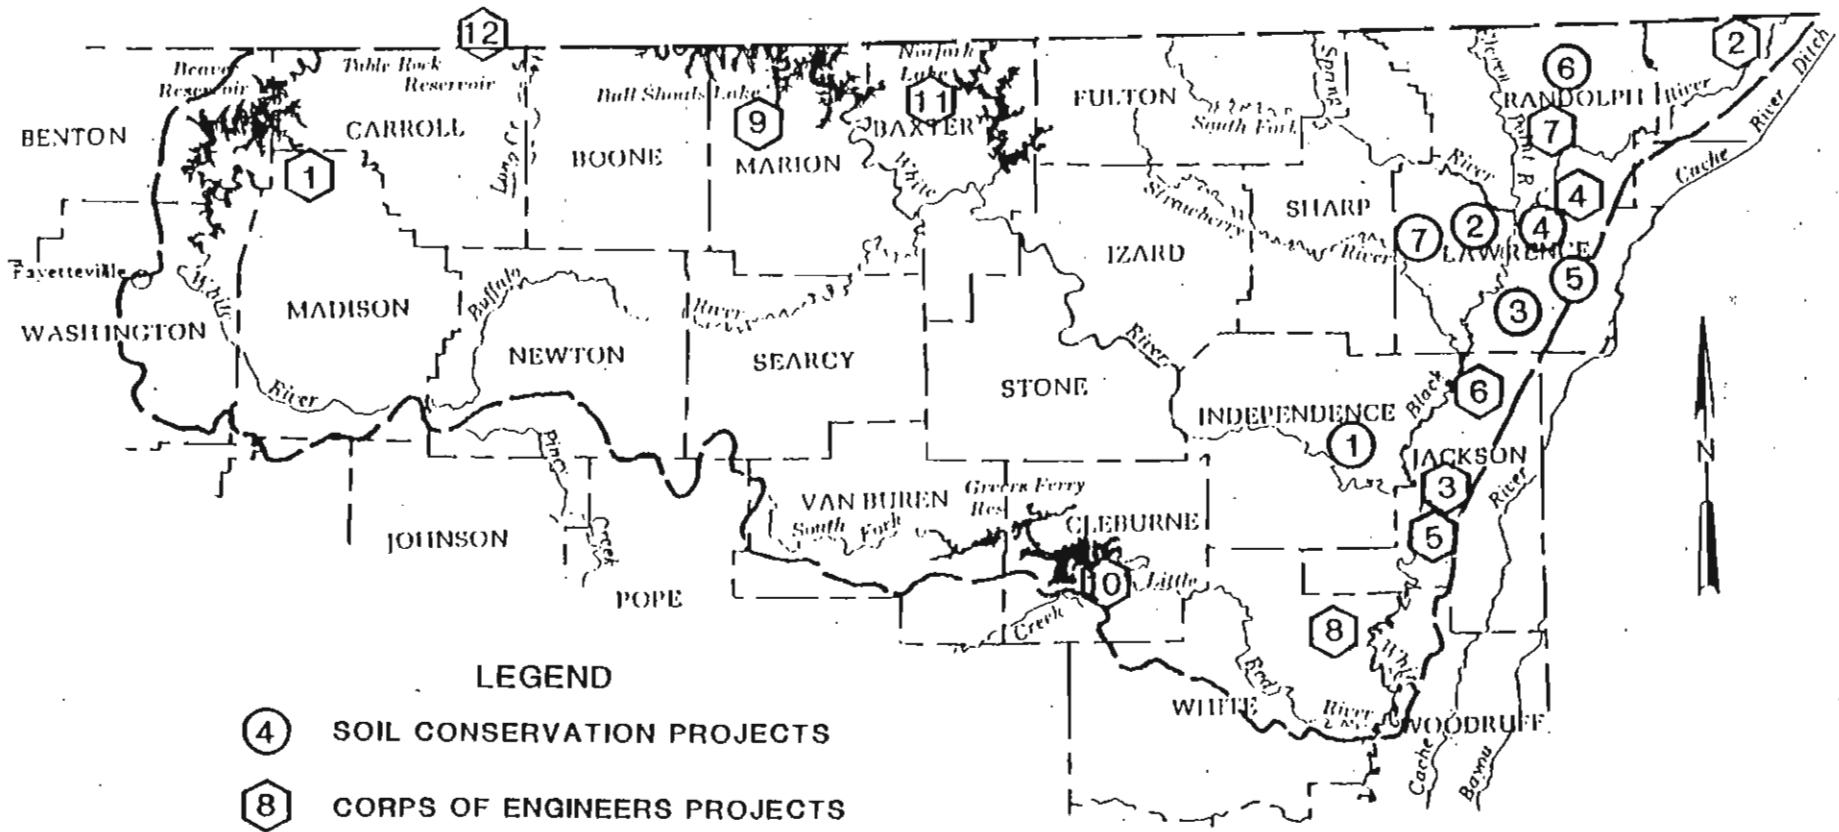 12
2
Beaver
Reservoir
Table Rock
Reservoir
Norfork
Lake
Bull Shoals Lake
6
RANDOLPH
River
River Ditch
BENTON
CARROLL
Long Cr
BOONE
9
MARION
11
BAXTER
FULTON
South Fork
Spring
River
7
Cache
1
White
Strawberry
River
SHARP
7
2
4
4
LAWRENCE
5
3
Fayetteville
White
WASHINGTON
MADISON
Buffalo
NEWTON
River
SEARCY
IZARD
River
STONE
River
INDEPENDENCE
Black
6
1
JACKSON
3
5
River
N
JOHNSON
Piney
Creek
POPE
VAN BUREN
South Fork
Greers Ferry
Res
CLEBURNE
10
Little
Creek
Red
River
8
WHITE
WOODRUFF
Cache
Bayou
LEGEND
4 SOIL CONSERVATION PROJECTS
8 CORPS OF ENGINEERS PROJECTS